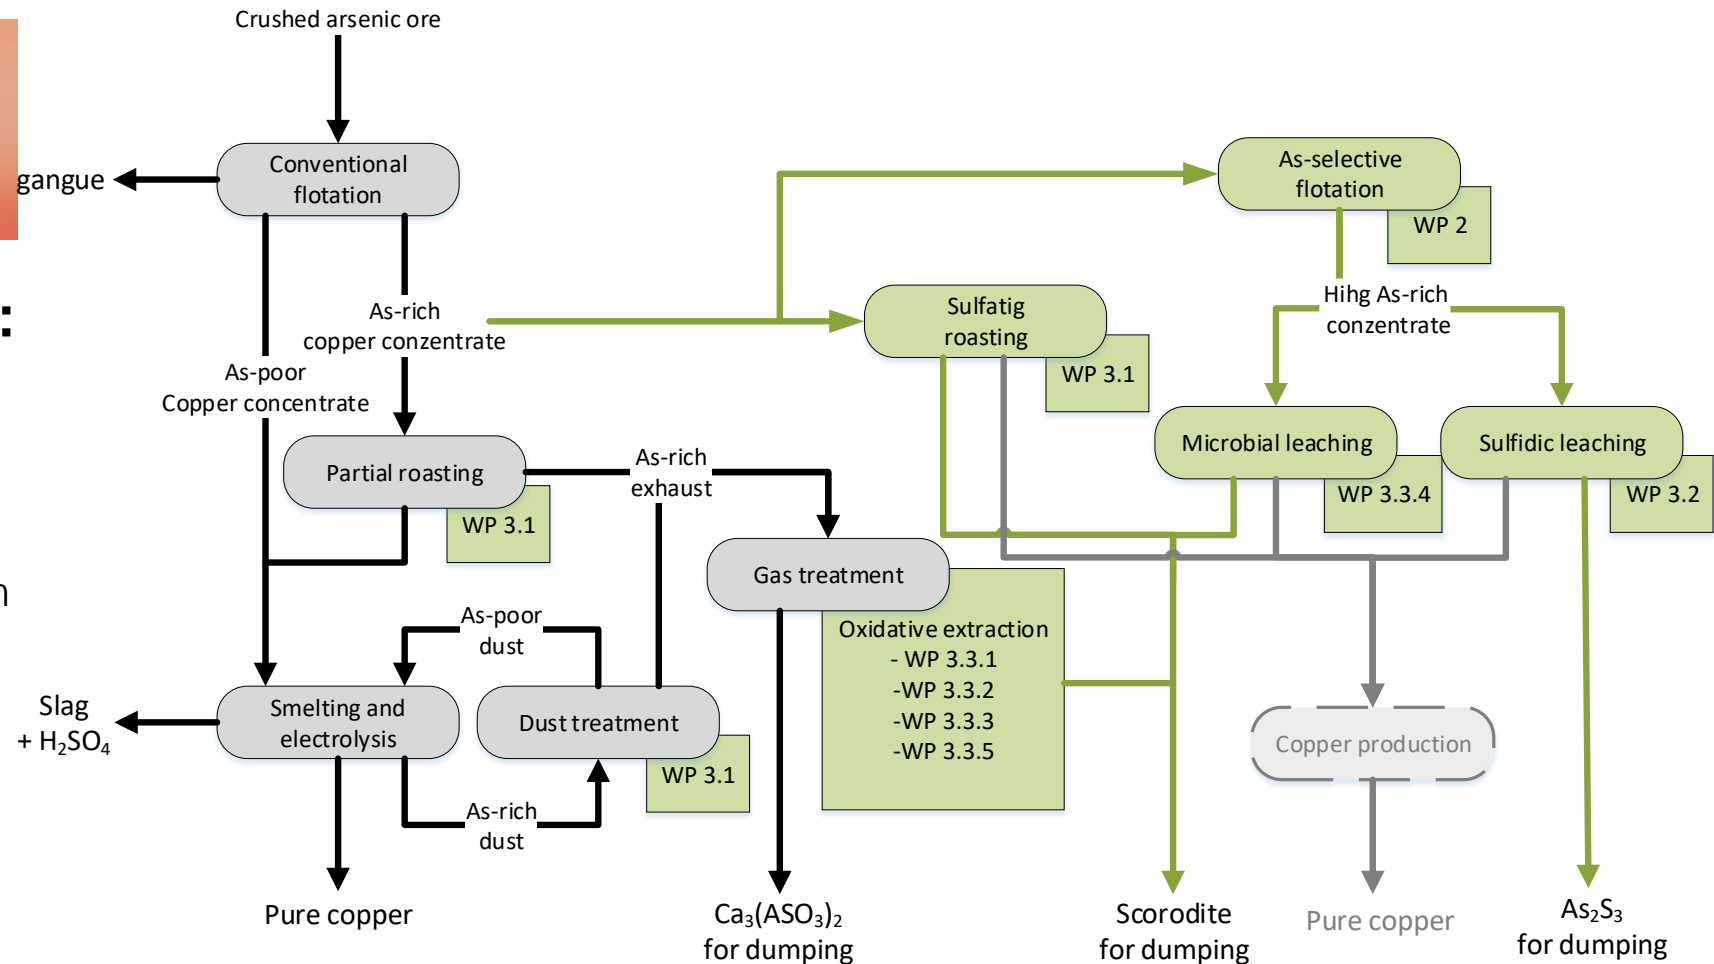 Crushed arsenic ore
Conventional
flotation
gangue
As-selective
flotation
WP 2
:
As-rich
copper conzentrate
Sulfatig
roasting
WP 3.1
Hihg As-rich
conzentrate
As-poor
Copper concentrate
Partial roasting
WP 3.1
As-rich
exhaust
Microbial leaching
WP 3.3.4
Sulfidic leaching
WP 3.2
Gas treatment
Oxidative extraction
- WP 3.3.1
-WP 3.3.2
-WP 3.3.3
-WP 3.3.5
n
As-poor
dust
Slag
+ H₂SO₄
Smelting and
electrolysis
Dust treatment
WP 3.1
As-rich
dust
Copper production
Pure copper
Ca₃(ASO₃)₂
for dumping
Scorodite
for dumping
Pure copper
As₂S₃
for dumping